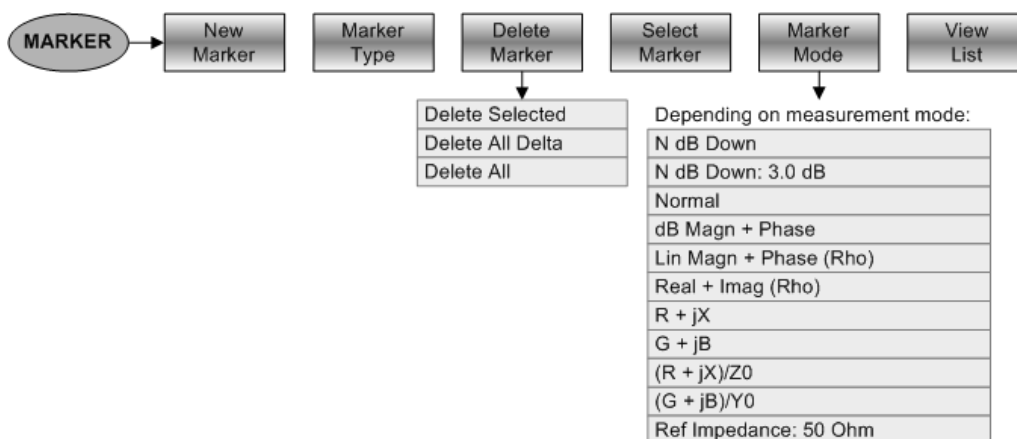 MARKER
New
Marker
Marker
Type
Delete
Marker
Select
Marker
Marker
Mode
View
List
Delete Selected
Delete All Delta
Delete All
Depending on measurement mode:
N dB Down
N dB Down: 3.0 dB
Normal
dB Magn + Phase
Lin Magn + Phase (Rho)
Real + Imag (Rho)
R + jX
G + jB
(R + jX)/Z0
(G + jB)/Y0
Ref Impedance: 50 Ohm